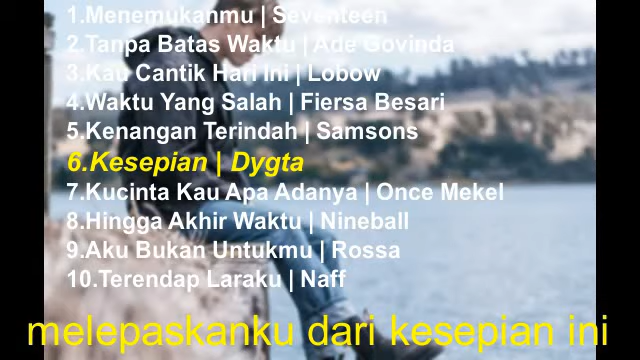 1.Menemukanmu | Seventeen
2.Tanpa Batas Waktu | Ade Govinda
3.Kau Cantik Hari Ini | Lobow
4.Waktu Yang Salah | Fiersa Besari
5.Kenangan Terindah | Samsons
6.Kesepian | Dygta
7.Kucinta Kau Apa Adanya | Once Mekel
8.Hingga Akhir Waktu | Nineball
9.Aku Bukan Untukmu | Rossa
10.Terendap Laraku | Naff
melepaskanku dari kesepian ini